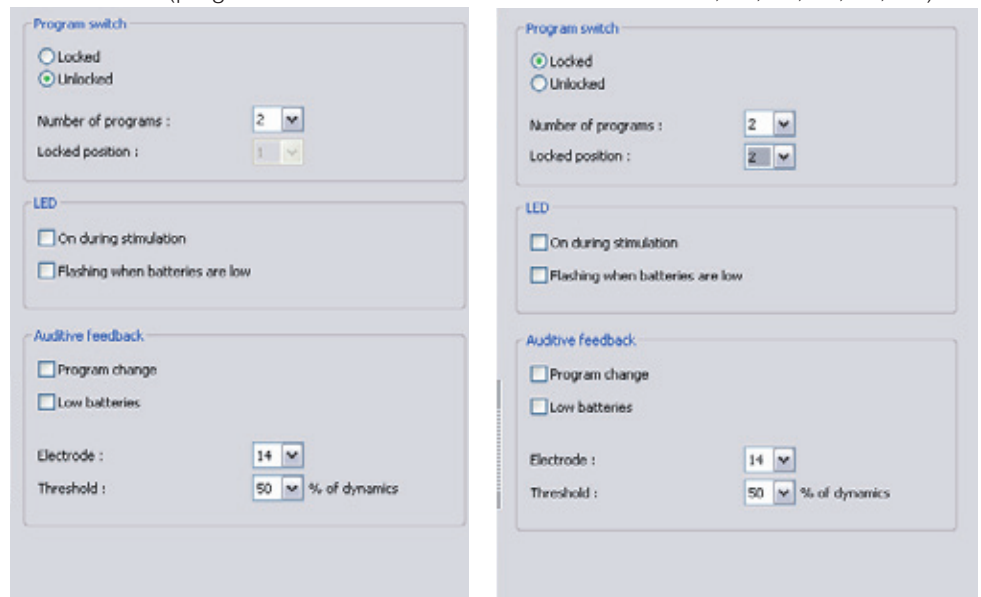 Program switch
Locked
Unlocked
Number of programs : 2
Locked position : 1
LED
On during stimulation
Flashing when batteries are low
Auditive feedback
Program change
Low batteries
Electrode : 14
Threshold : 50 % of dynamics
Program switch
Locked
Unlocked
Number of programs : 2
Locked position : 2
LED
On during stimulation
Flashing when batteries are low
Auditive feedback
Program change
Low batteries
Electrode : 14
Threshold : 50 % of dynamics